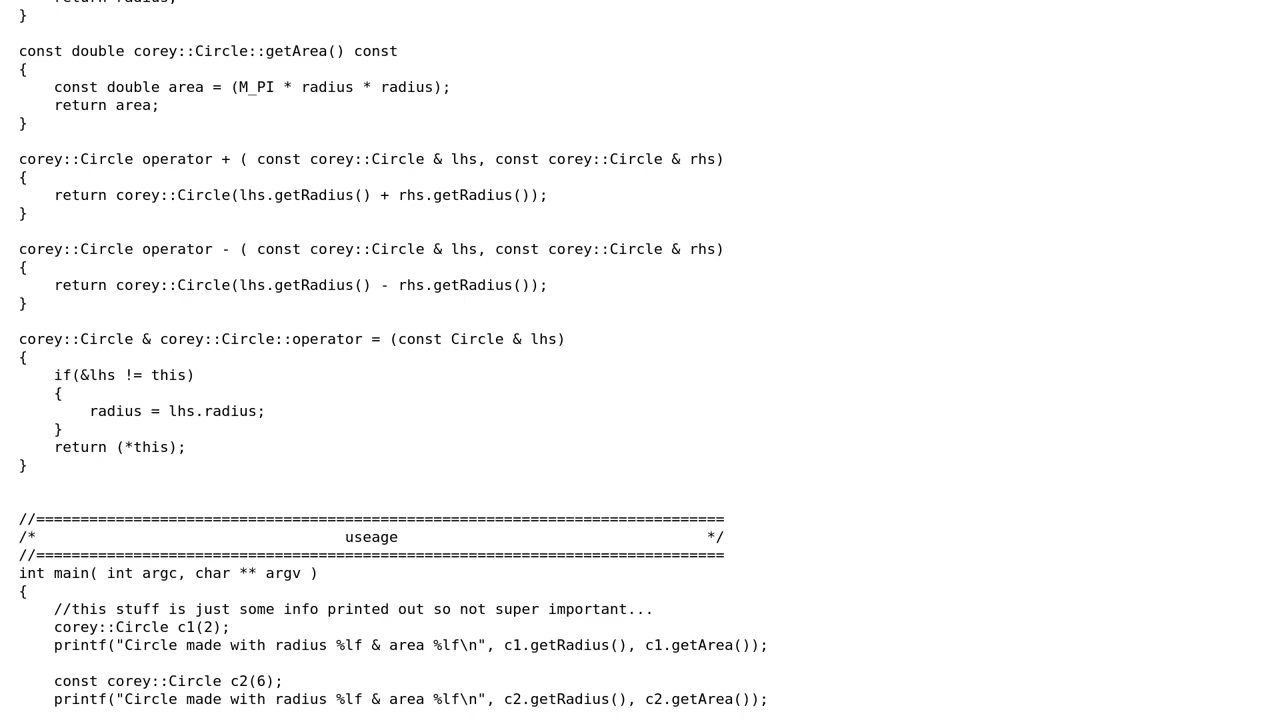 return radius;
}
const double corey::Circle::getArea() const
{
    const double area = (M_PI * radius * radius);
    return area;
}
corey::Circle operator + ( const corey::Circle & lhs, const corey::Circle & rhs)
{
    return corey::Circle(lhs.getRadius() + rhs.getRadius());
}
corey::Circle operator - ( const corey::Circle & lhs, const corey::Circle & rhs)
{
    return corey::Circle(lhs.getRadius() - rhs.getRadius());
}
corey::Circle & corey::Circle::operator = (const Circle & lhs)
{
    if(&lhs != this)
    {
        radius = lhs.radius;
    }
    return (*this);
}
//==============================================================================
/*                                   useage                                   */
//==============================================================================
int main( int argc, char ** argv )
{
    //this stuff is just some info printed out so not super important...
    corey::Circle c1(2);
    printf("Circle made with radius %lf & area %lf\n", c1.getRadius(), c1.getArea());
    const corey::Circle c2(6);
    printf("Circle made with radius %lf & area %lf\n", c2.getRadius(), c2.getArea());